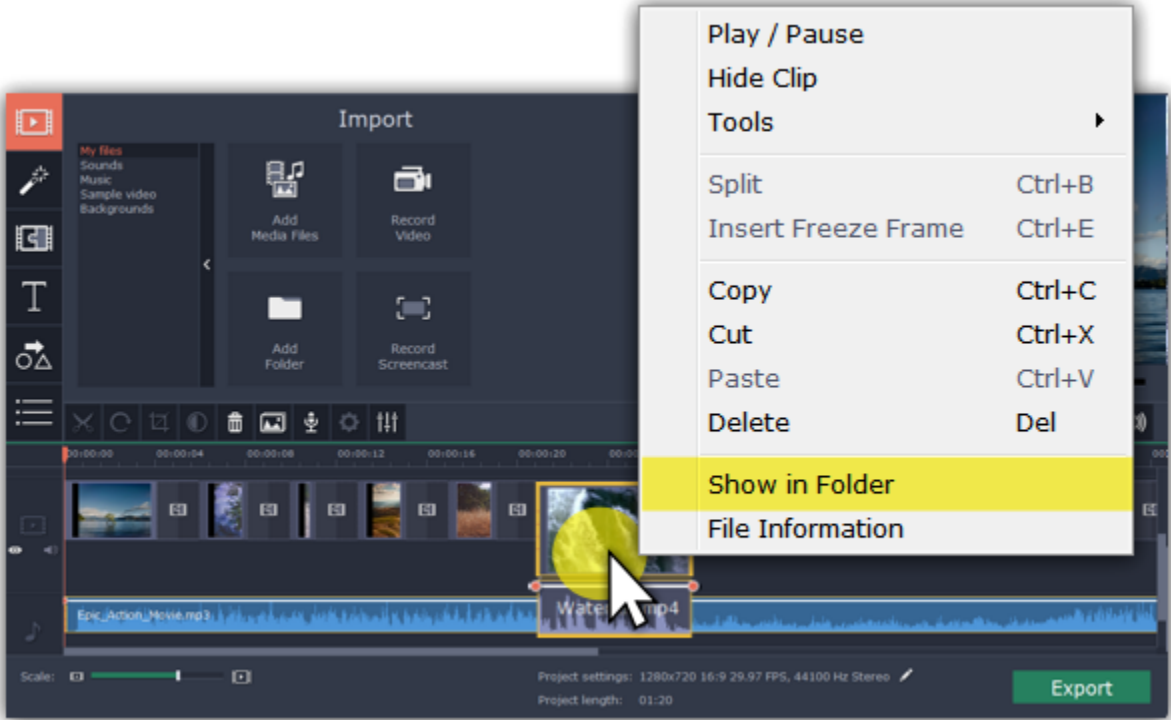 Play / Pause
Hide Clip
Tools
Split Ctrl+B
Insert Freeze Frame Ctrl+E
Copy Ctrl+C
Cut Ctrl+X
Paste Ctrl+V
Delete Del
Show in Folder
File Information
Import
My files
Sounds
Music
Sample video
Backgrounds
Add
Media Files
Record
Video
Add
Folder
Record
Screencast
00:00:00 00:00:04 00:00:08 00:00:12 00:00:16 00:00:20
Epic_Action_Movie.mp3
mp4
Scale:
Project settings: 1280x720 16:9 29.97 FPS, 44100 Hz Stereo
Project length: 01:20
Export